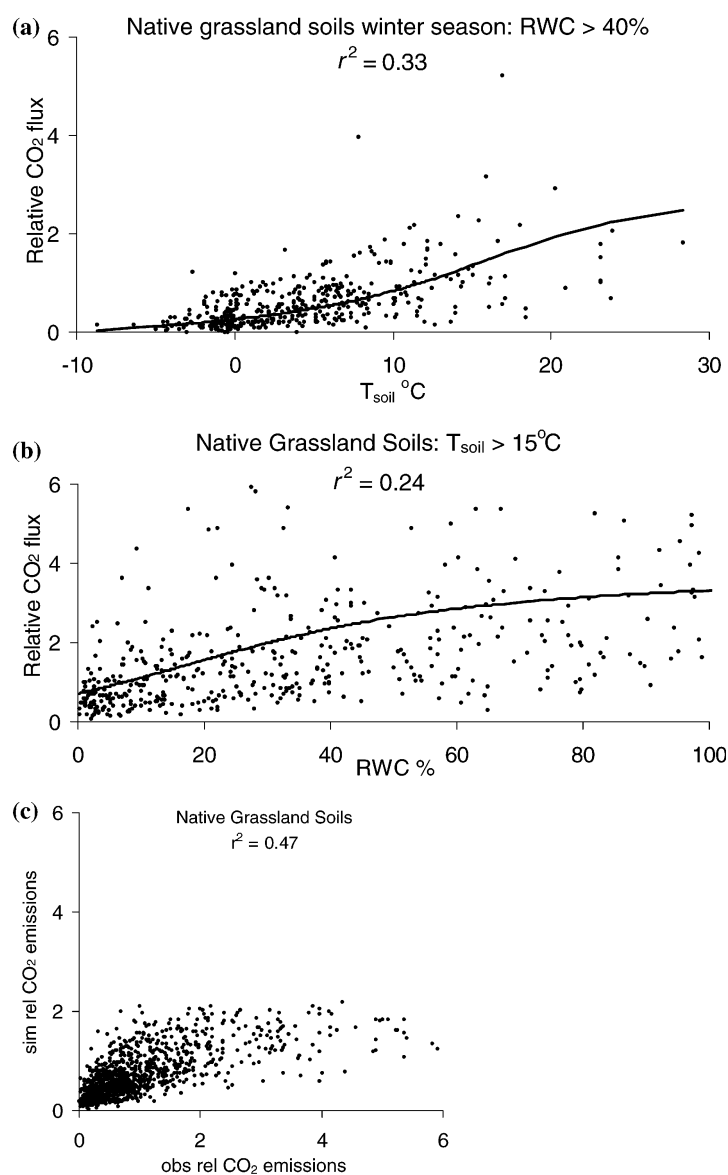 (a) Native grassland soils winter season: RWC > 40%
r² = 0.33
Relative CO₂ flux
6
4
2
0
-10 0 10 20 30
T_soil °C
(b) Native Grassland Soils: T_soil > 15°C
r² = 0.24
Relative CO₂ flux
6
4
2
0
0 20 40 60 80 100
RWC %
(c) Native Grassland Soils
r² = 0.47
sim rel CO₂ emissions
6
4
2
0
0 2 4 6
obs rel CO₂ emissions